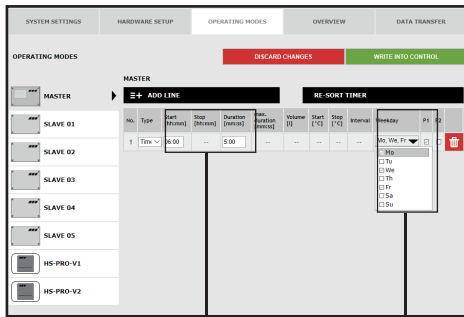 SYSTEM SETTINGS HARDWARE SETUP OPERATING MODES OVERVIEW DATA TRANSFER
OPERATING MODES DISCARD CHANGES WRITE INTO CONTROL
MASTER
MASTER
ADD LINE RE-SORT TIMER
No. Type Start [hh:mm] Stop [hh:mm] Duration [mm:ss] max. duration [mm:ss] Volume [l] Start [°C] Stop [°C] Interval Weekday P1 P2
1 Time 06:00 -- -- 5:00 -- -- -- -- -- Mo, We, Fr
Mo
Tu
We
Th
Fr
Sa
Su
SLAVE 01
SLAVE 02
SLAVE 03
SLAVE 04
SLAVE 05
HS-PRO-V1
HS-PRO-V2